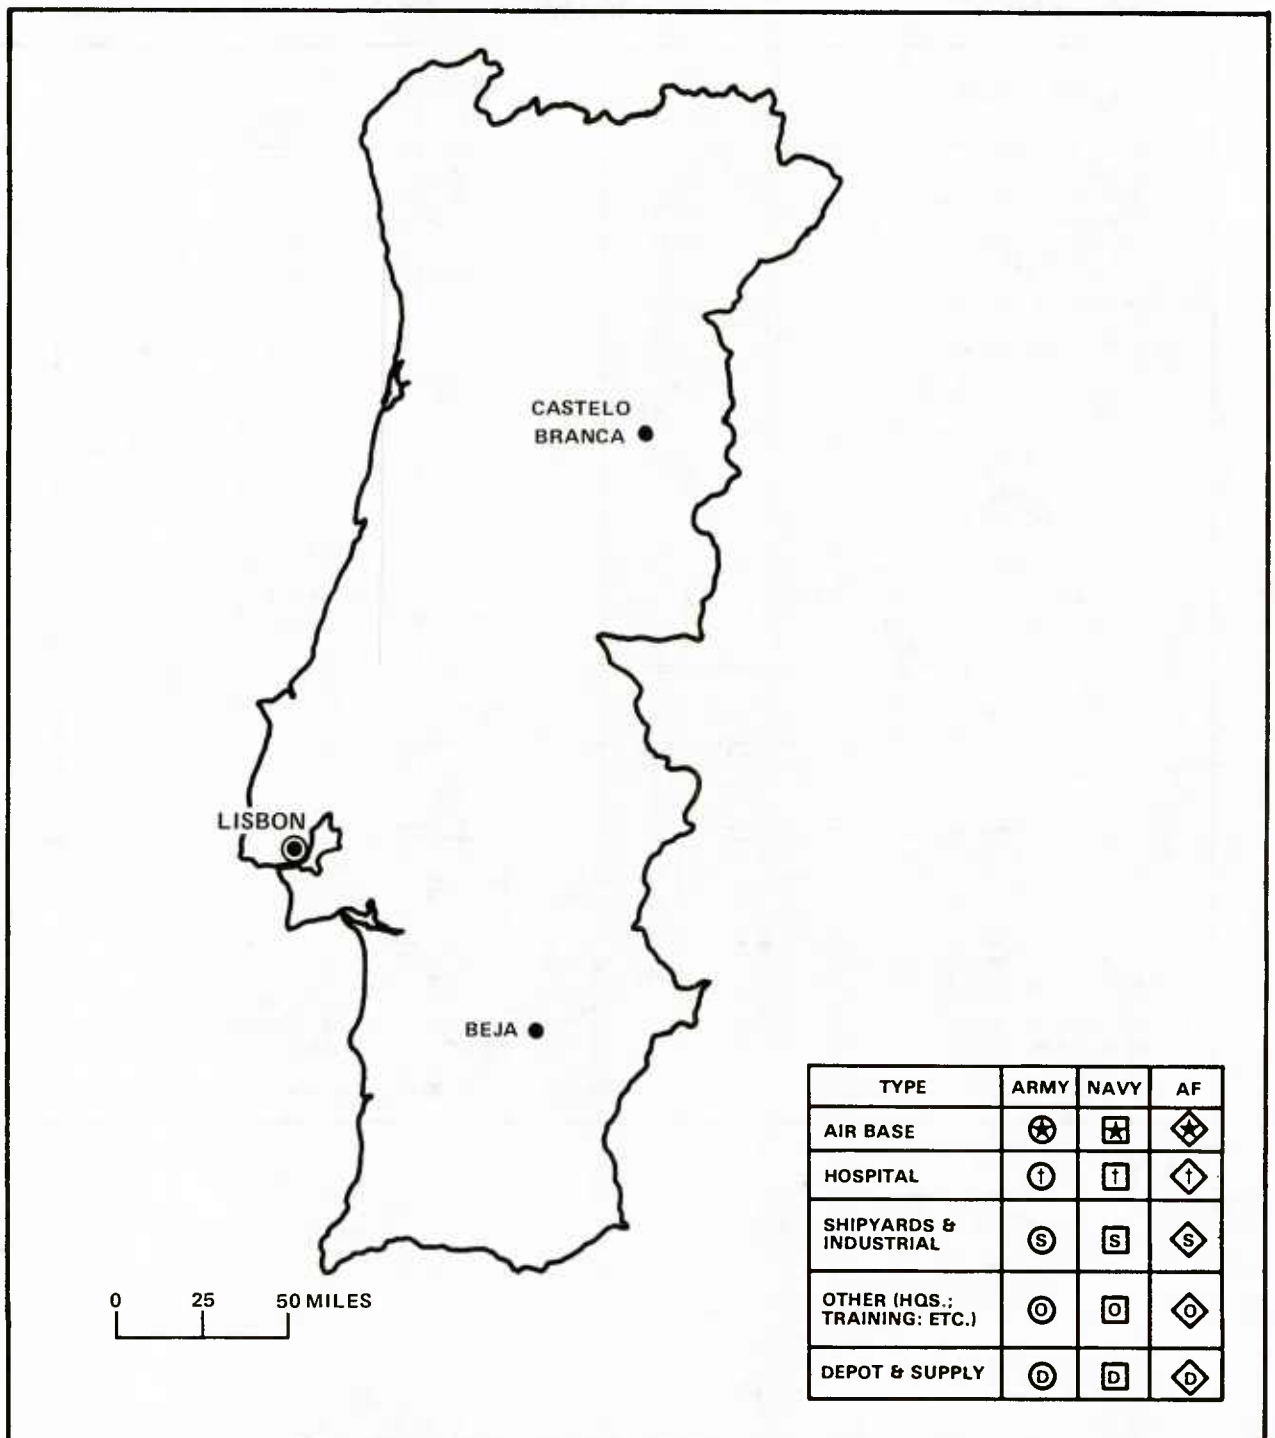 CASTELO
BRANCA
LISBON
BEJA
0 25 50 MILES
TYPE ARMY NAVY AF
AIR BASE
HOSPITAL † † †
SHIPYARDS &
INDUSTRIAL S S S
OTHER (HQS.;
TRAINING: ETC.) O O O
DEPOT & SUPPLY D D D